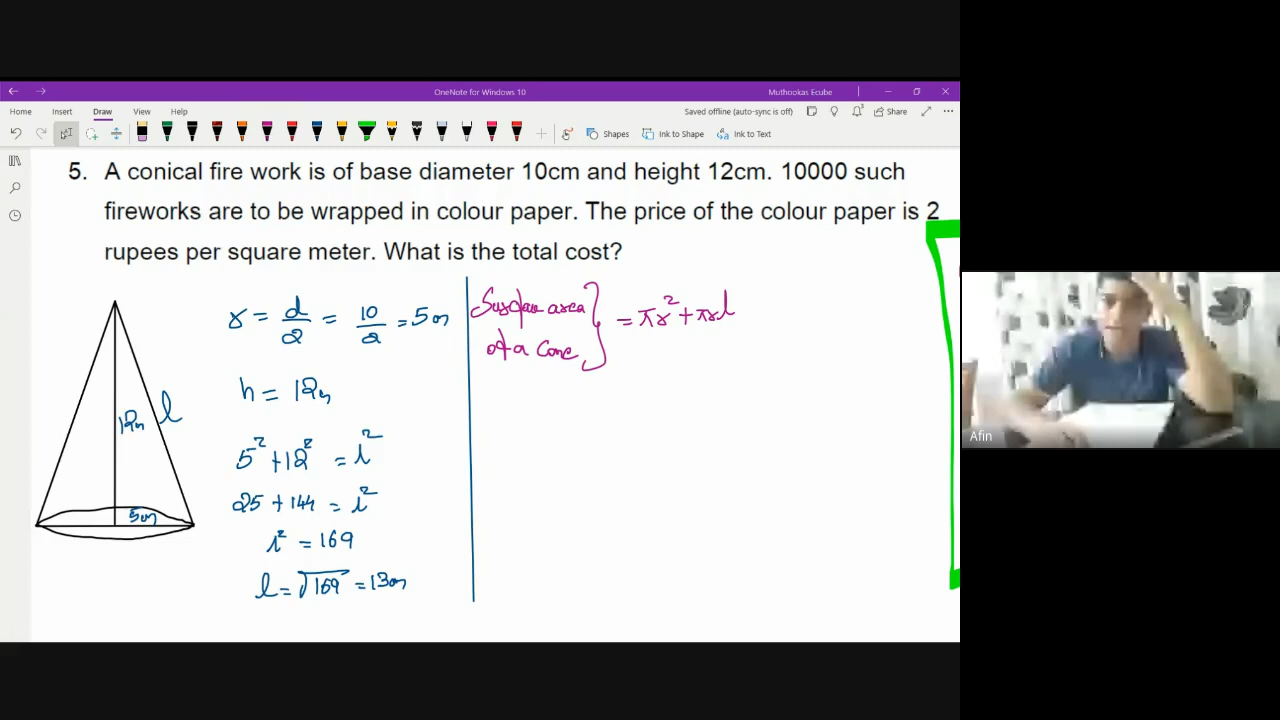 OneNote for Windows 10
Muthookas Ecube
Home Insert Draw View Help
Saved offline (auto-sync is off)
3
Share
Shapes
Ink to Shape
Ink to Text
5. A conical fire work is of base diameter 10cm and height 12cm. 10000 such
fireworks are to be wrapped in colour paper. The price of the colour paper is 2
rupees per square meter. What is the total cost?
r = d/2 = 10/2 = 5cm
h = 12cm
5² + 12² = l²
25 + 144 = l²
l² = 169
l = √169 = 13cm
12cm
l
5cm
Surface area
of a Cone
= πr² + πrl
Afin